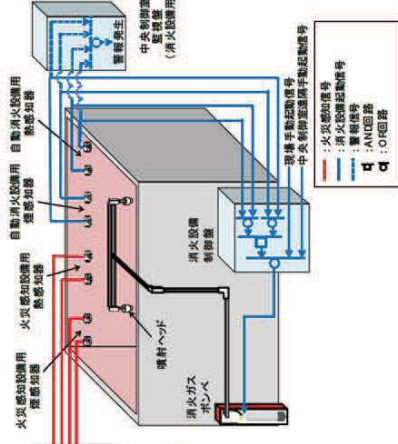 火災感知設備用
煙感知器
火災感知設備用
熱感知器
自動消火設備用
煙感知器
自動消火設備用
熱感知器
警報発生
中央制御室
監視盤
(消火設備用)
噴射ヘッド
消火設備
制御盤
消火ガス
ボンベ
現場手動起動信号
中央制御室遠隔手動起動信号
:火災感知信号
:消火設備起動信号
:警報信号
:AND回路
:OR回路